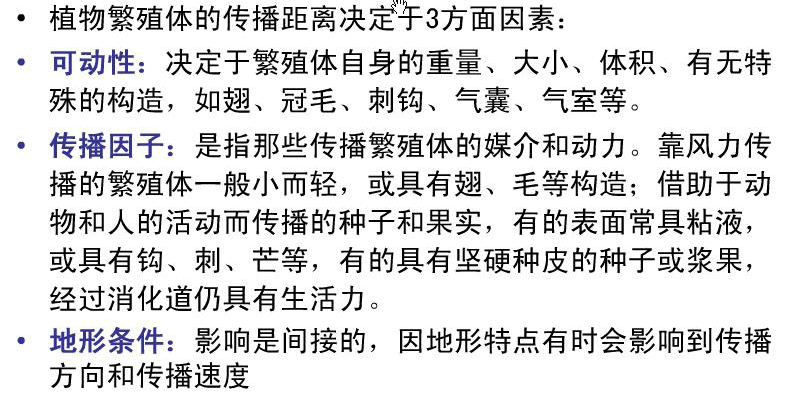 • 植物繁殖体的传播距离决定于3方面因素：
• 可动性：决定于繁殖体自身的重量、大小、体积、有无特
殊的构造，如翅、冠毛、刺钩、气囊、气室等。
• 传播因子：是指那些传播繁殖体的媒介和动力。靠风力传
播的繁殖体一般小而轻，或具有翅、毛等构造；借助于动
物和人的活动而传播的种子和果实，有的表面常具粘液，
或具有钩、刺、芒等，有的具有坚硬种皮的种子或浆果，
经过消化道仍具有生活力。
• 地形条件：影响是间接的，因地形特点有时会影响到传播
方向和传播速度